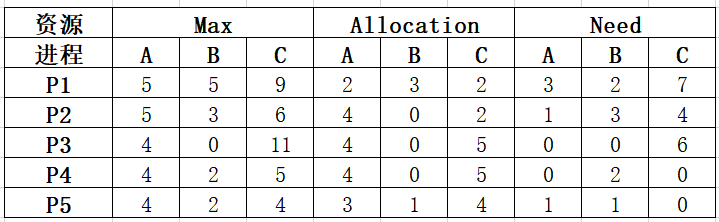 资源 Max Allocation Need
进程 A B C A B C A B C
P1 5 5 9 2 3 2 3 2 7
P2 5 3 6 4 0 2 1 3 4
P3 4 0 11 4 0 5 0 0 6
P4 4 2 5 4 0 5 0 2 0
P5 4 2 4 3 1 4 1 1 0